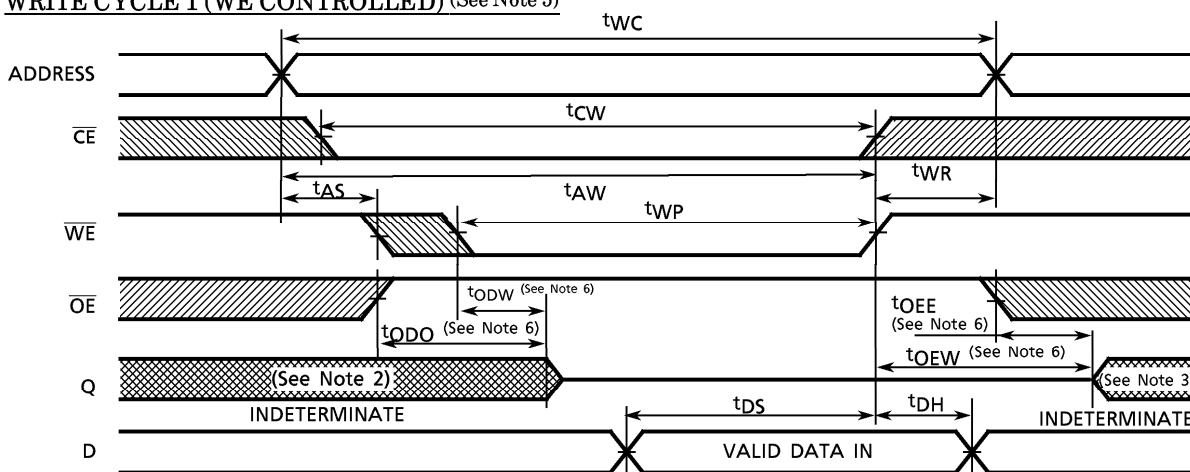 WRITE CYCLE 1 (WE CONTROLLED) (See Note 5)
tWC
ADDRESS
tCW
CE
tWR
tAS
tAW
tWP
WE
tODW (See Note 6)
OE
tOEE
(See Note 6)
(See Note 6)
tODO
tOEW (See Note 6)
Q
(See Note 2)
(See Note 3
INDETERMINATE
INDETERMINATE
tDS
tDH
D
VALID DATA IN